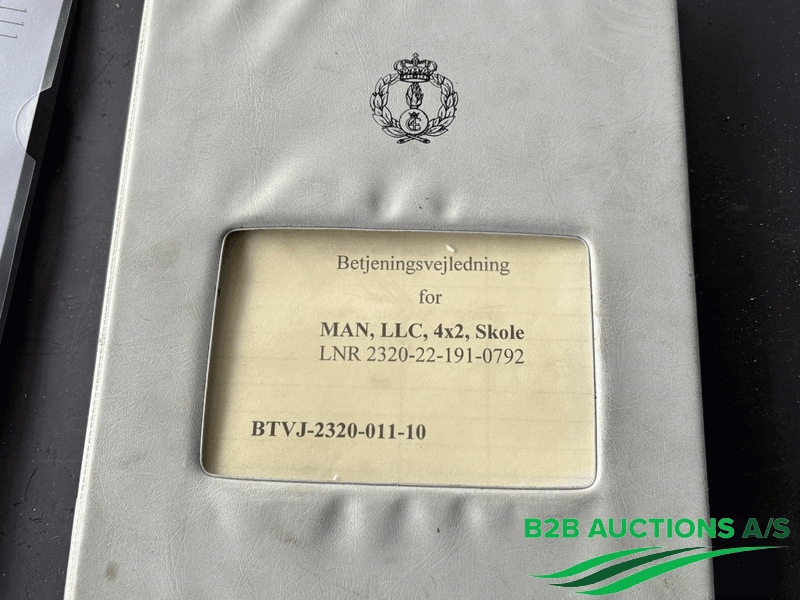 Betjeningsvejledning
for
MAN, LLC, 4x2, Skole
LNR 2320-22-191-0792
BTVJ-2320-011-10
B2B AUCTIONS A/S